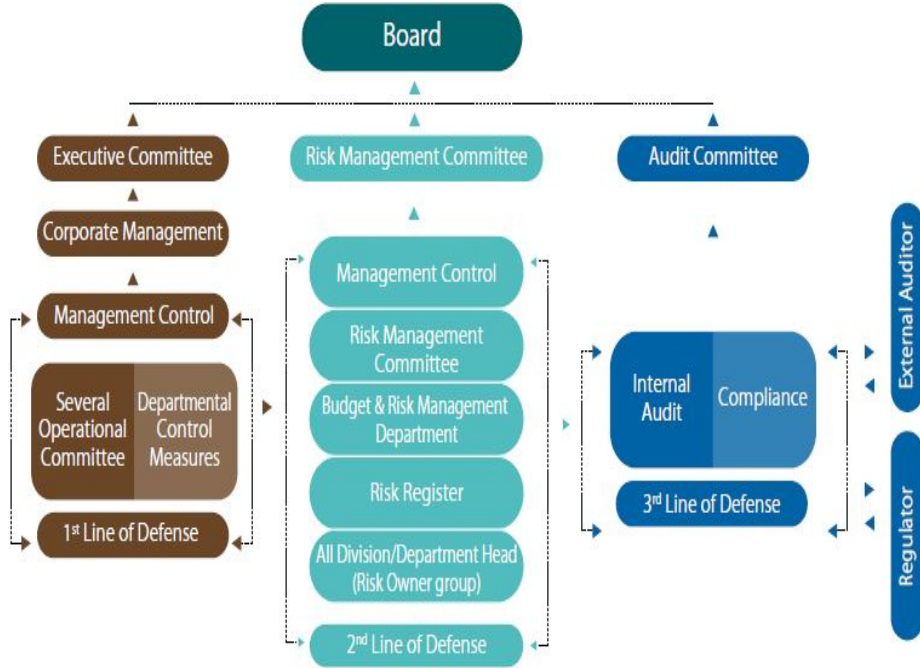 Board
Executive Committee
Risk Management Committee
Audit Committee
Corporate Management
Management Control
Several
Operational
Committee
Departmental
Control
Measures
1st Line of Defense
Management Control
Risk Management
Committee
Budget & Risk Management
Department
Risk Register
All Division/Department Head
(Risk Owner group)
2nd Line of Defense
Internal
Audit
Compliance
3rd Line of Defense
External Auditor
Regulator